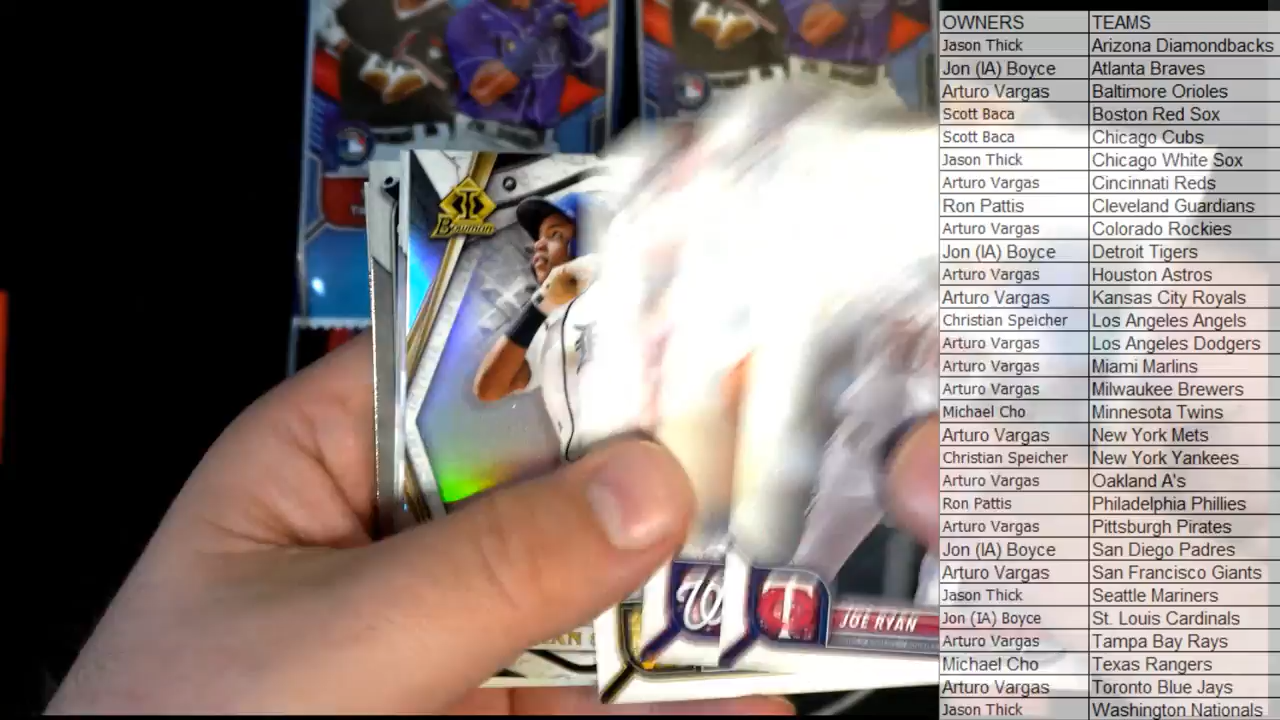 OWNERS TEAMS
Jason Thick Arizona Diamondbacks
Jon (IA) Boyce Atlanta Braves
Arturo Vargas Baltimore Orioles
Scott Baca Boston Red Sox
Scott Baca Chicago Cubs
Jason Thick Chicago White Sox
Arturo Vargas Cincinnati Reds
Ron Pattis Cleveland Guardians
Arturo Vargas Colorado Rockies
Jon (IA) Boyce Detroit Tigers
Arturo Vargas Houston Astros
Arturo Vargas Kansas City Royals
Christian Speicher Los Angeles Angels
Arturo Vargas Los Angeles Dodgers
Arturo Vargas Miami Marlins
Arturo Vargas Milwaukee Brewers
Michael Cho Minnesota Twins
Arturo Vargas New York Mets
Christian Speicher New York Yankees
Arturo Vargas Oakland A's
Ron Pattis Philadelphia Phillies
Arturo Vargas Pittsburgh Pirates
Jon (IA) Boyce San Diego Padres
Arturo Vargas San Francisco Giants
Jason Thick Seattle Mariners
Jon (IA) Boyce St. Louis Cardinals
Arturo Vargas Tampa Bay Rays
Michael Cho Texas Rangers
Arturo Vargas Toronto Blue Jays
Jason Thick Washington Nationals
Bowman
W
T
JOE RYAN